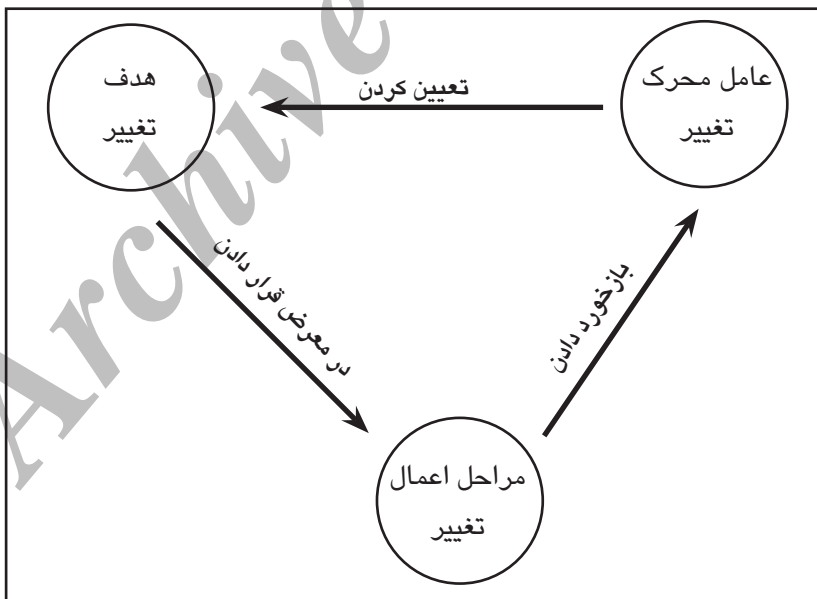 عامل محرک
تغییر
تعیین کردن
هدف
تغییر
در معرض قرار دادن
مراحل اعمال
تغییر
بازخورد دادن
Archive